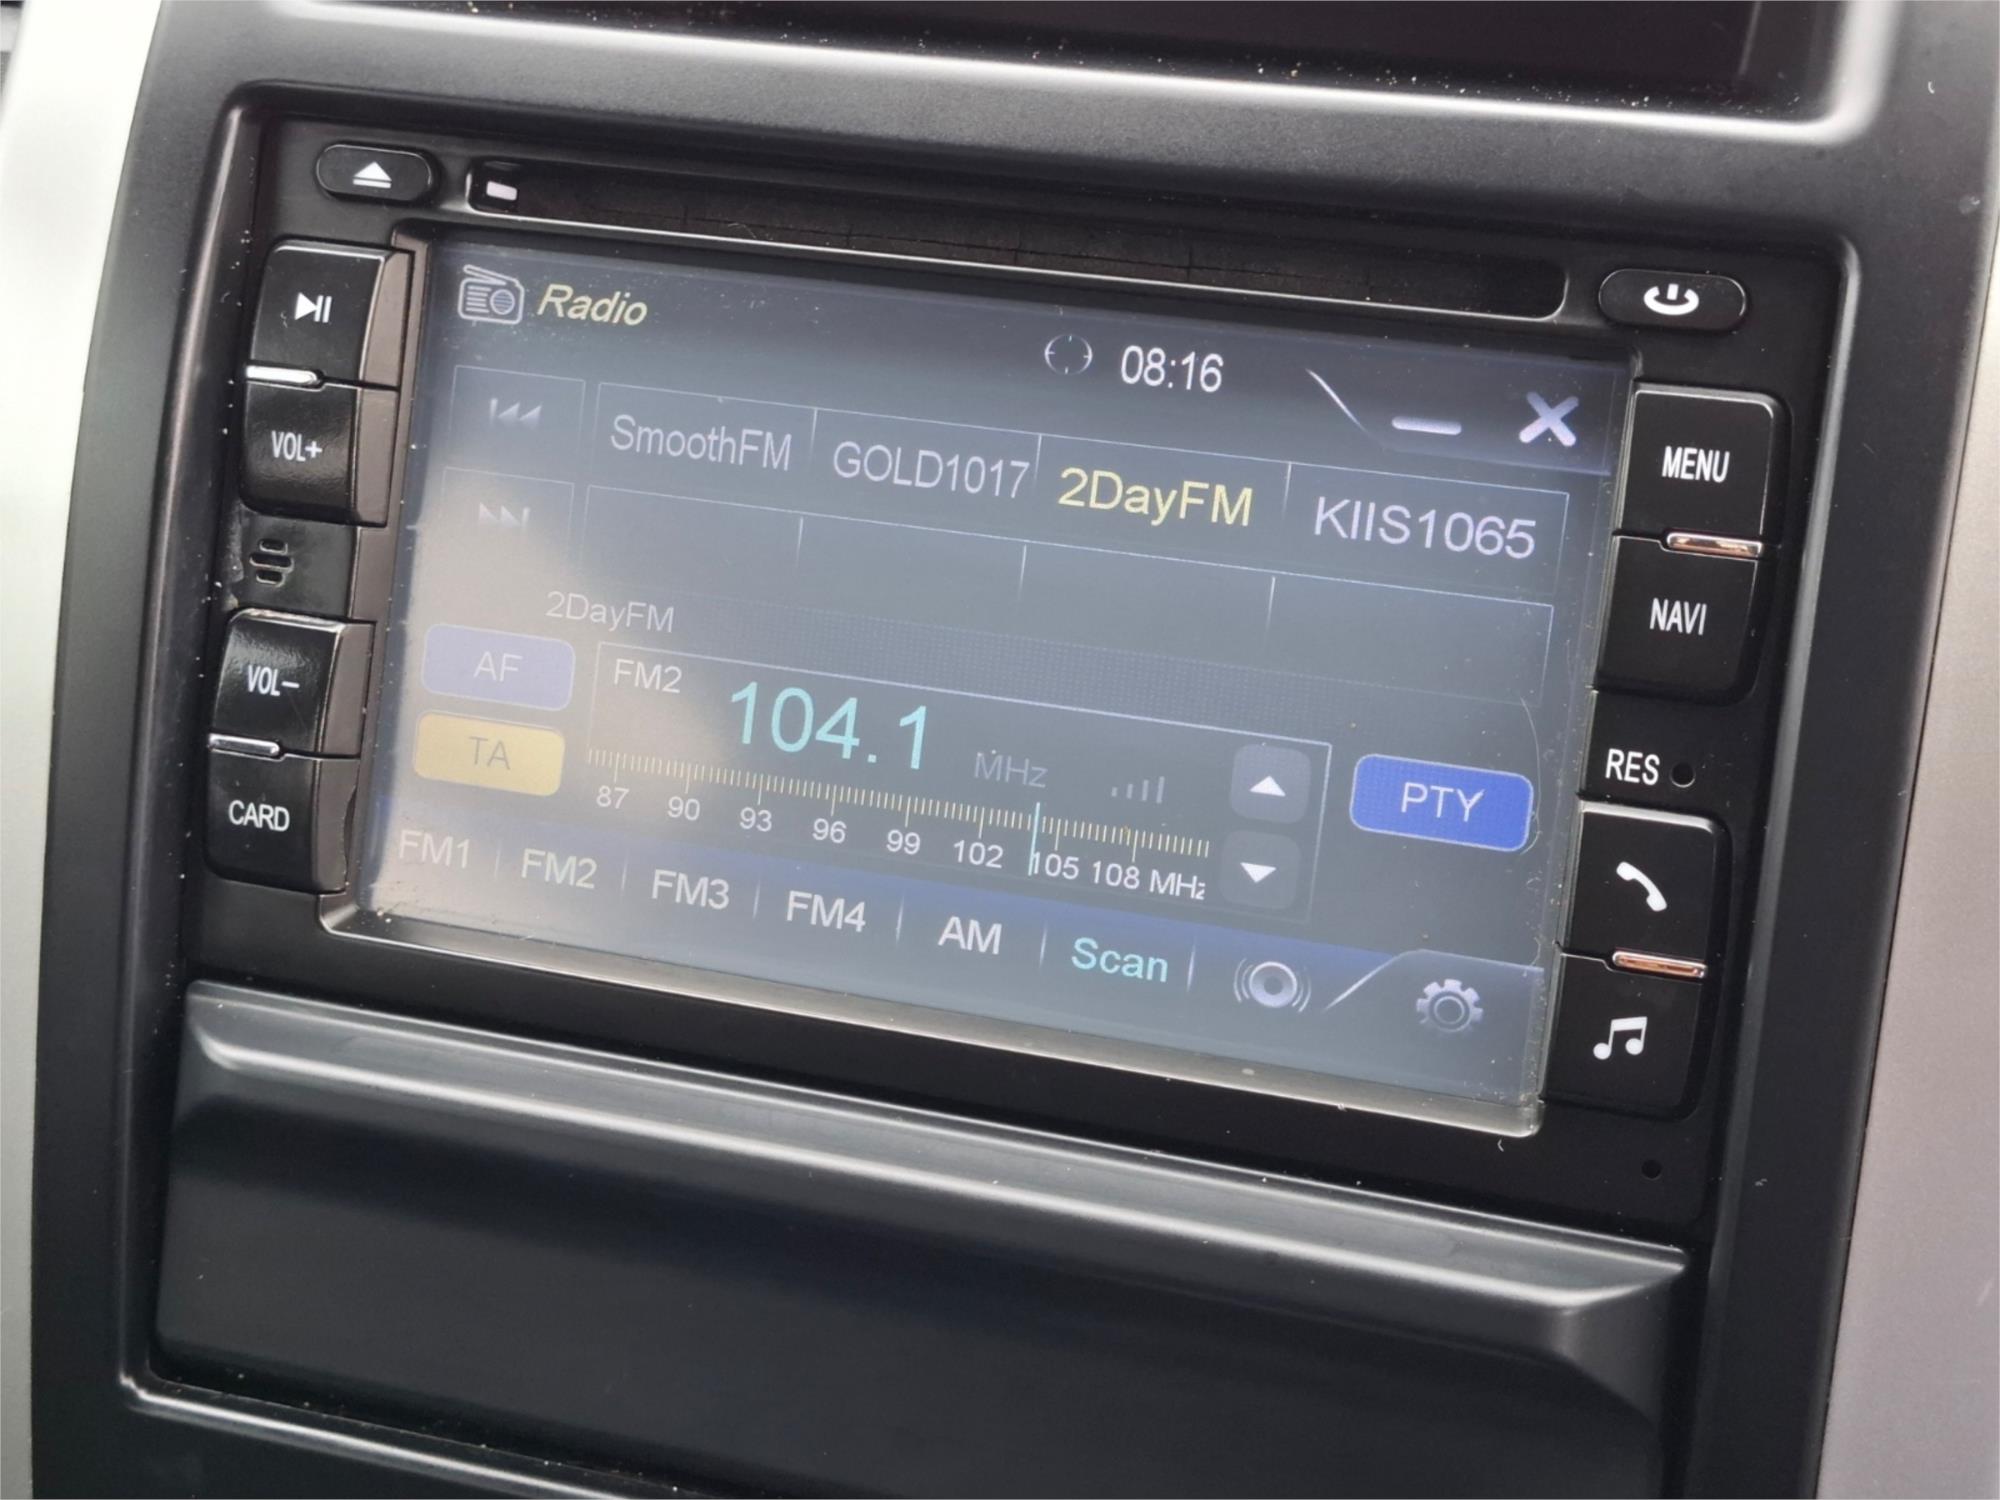 Radio
08:16
SmoothFM GOLD1017 2DayFM KIIS1065
2DayFM
AF
FM2
104.1 MHz
TA
PTY
87 90 93 96 99 102 105 108 MHz
FM1 FM2 FM3 FM4 AM Scan
VOL+
VOL-
CARD
MENU
NAVI
RES